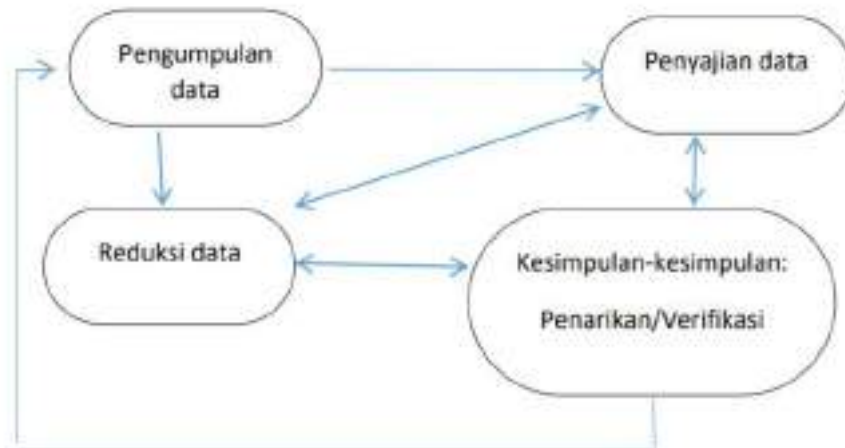 Pengumpulan
data
Penyajian data
Reduksi data
Kesimpulan-kesimpulan:
Penarikan/Verifikasi